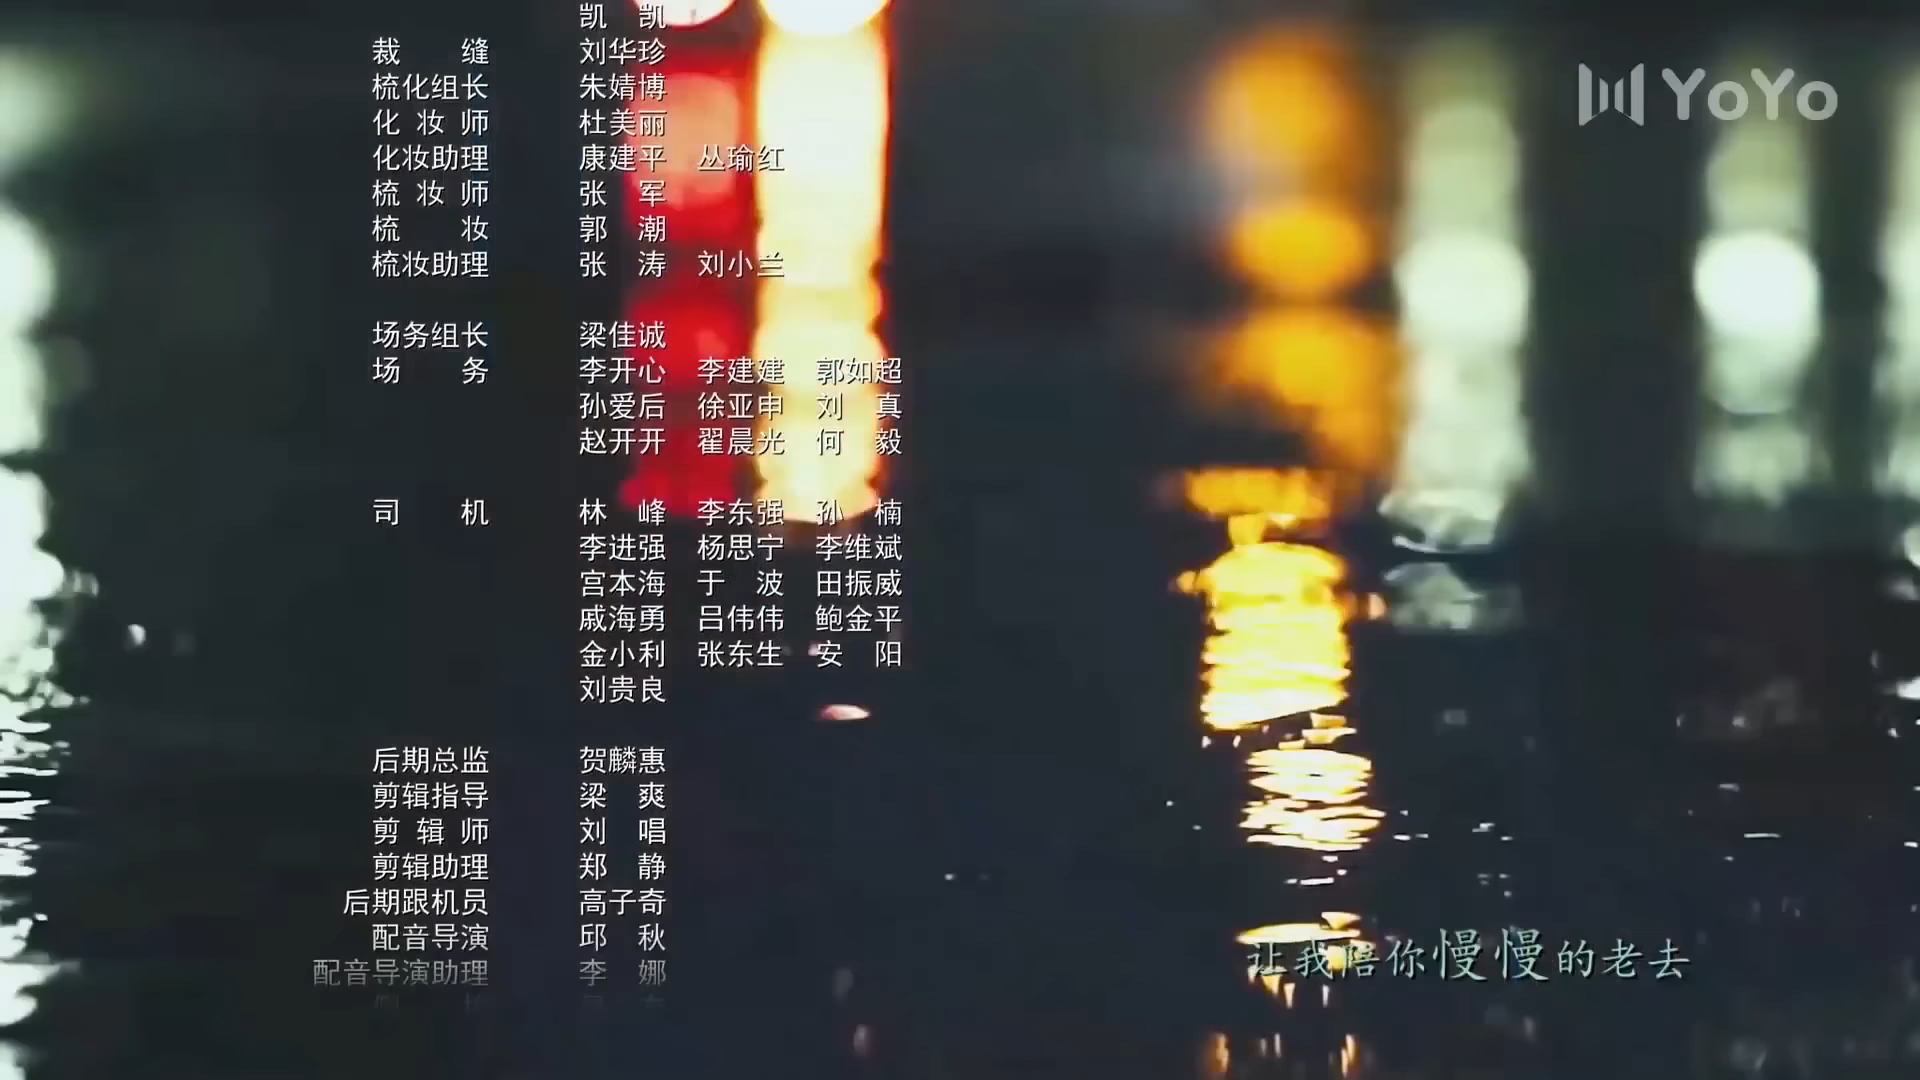 凯 凯
裁 缝 刘华珍
梳化组长 朱婧博
化 妆 师 杜美丽
化妆助理 康建平 丛瑜红
梳 妆 师 张 军
梳 妆 郭 潮
梳妆助理 张 涛 刘小兰
场务组长 梁佳诚
场 务 李开心 李建建 郭如超
孙爱后 徐亚申 刘 真
赵开开 翟晨光 何 毅
司 机 林 峰 李东强 孙 楠
李进强 杨思宁 李维斌
宫本海 于 波 田振威
戚海勇 吕伟伟 鲍金平
金小利 张东生 安 阳
刘贵良
后期总监 贺麟惠
剪辑指导 梁 爽
剪 辑 师 刘 唱
剪辑助理 郑 静
后期跟机员 高子奇
配音导演 邱 秋
配音导演助理 李 娜
YoYo
让我陪你慢慢的老去